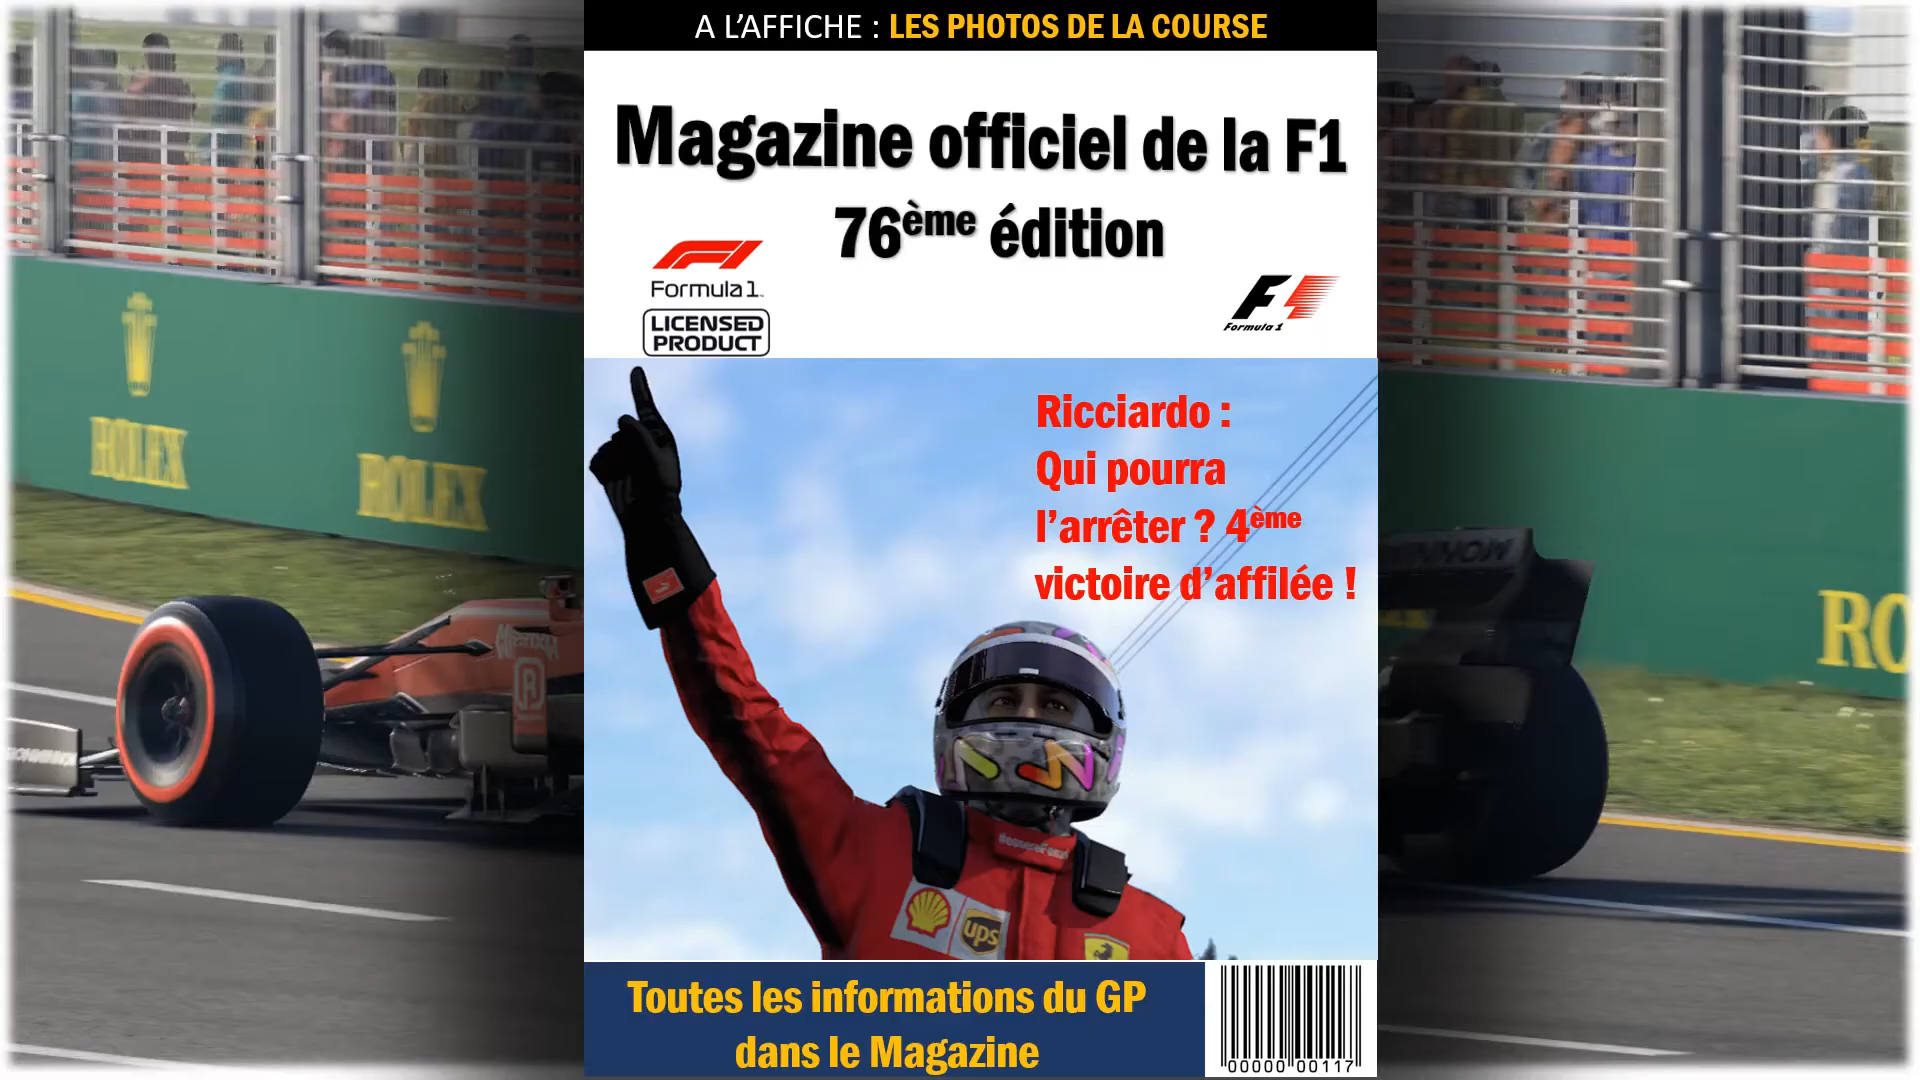 A L’AFFICHE : LES PHOTOS DE LA COURSE
Magazine officiel de la F1
76ème édition
Formula 1
LICENSED
PRODUCT
Formula 1
Ricciardo :
Qui pourra
l’arrêter ? 4ème
victoire d’affilée !
ROLEX
ROLEX
RO
ups
Toutes les informations du GP
dans le Magazine
00000 00117